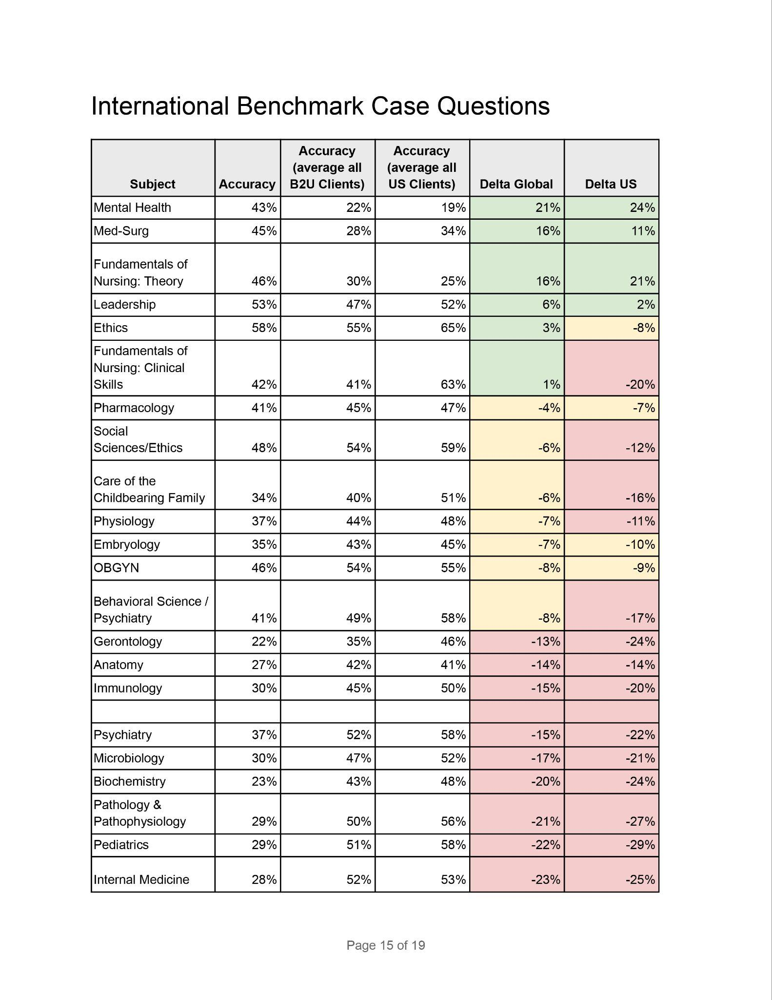 International Benchmark Case Questions
Subject
Accuracy
Accuracy
(average all
B2U Clients)
Accuracy
(average all
US Clients)
Delta Global
Delta US
Mental Health 43% 22% 19% 21% 24%
Med-Surg 45% 28% 34% 16% 11%
Fundamentals of
Nursing: Theory 46% 30% 25% 16% 21%
Leadership 53% 47% 52% 6% 2%
Ethics 58% 55% 65% 3% -8%
Fundamentals of
Nursing: Clinical
Skills 42% 41% 63% 1% -20%
Pharmacology 41% 45% 47% -4% -7%
Social
Sciences/Ethics 48% 54% 59% -6% -12%
Care of the
Childbearing Family 34% 40% 51% -6% -16%
Physiology 37% 44% 48% -7% -11%
Embryology 35% 43% 45% -7% -10%
OBGYN 46% 54% 55% -8% -9%
Behavioral Science /
Psychiatry 41% 49% 58% -8% -17%
Gerontology 22% 35% 46% -13% -24%
Anatomy 27% 42% 41% -14% -14%
Immunology 30% 45% 50% -15% -20%
Psychiatry 37% 52% 58% -15% -22%
Microbiology 30% 47% 52% -17% -21%
Biochemistry 23% 43% 48% -20% -24%
Pathology &
Pathophysiology 29% 50% 56% -21% -27%
Pediatrics 29% 51% 58% -22% -29%
Internal Medicine 28% 52% 53% -23% -25%
Page 15 of 19